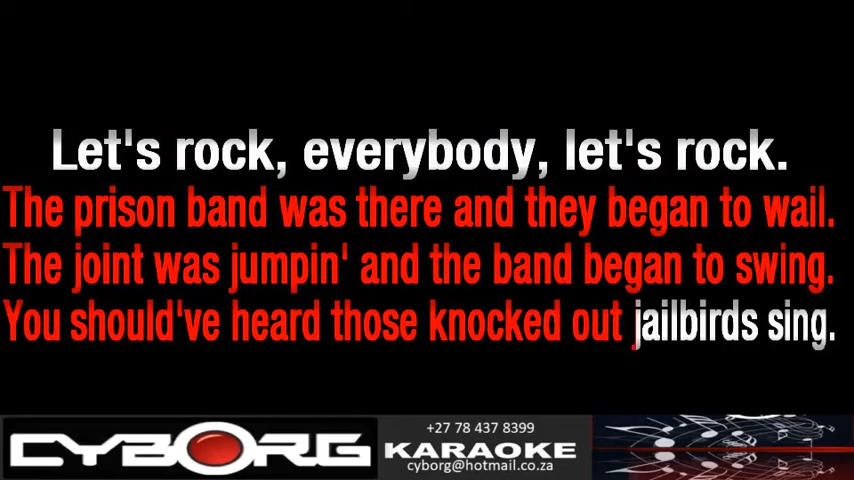 Let's rock, everybody, let's rock.
The prison band was there and they began to wail.
The joint was jumpin' and the band began to swing.
You should've heard those knocked out jailbirds sing.
CYBORG
+27 78 437 8399
KARAOKE
cyborg@hotmail.co.za